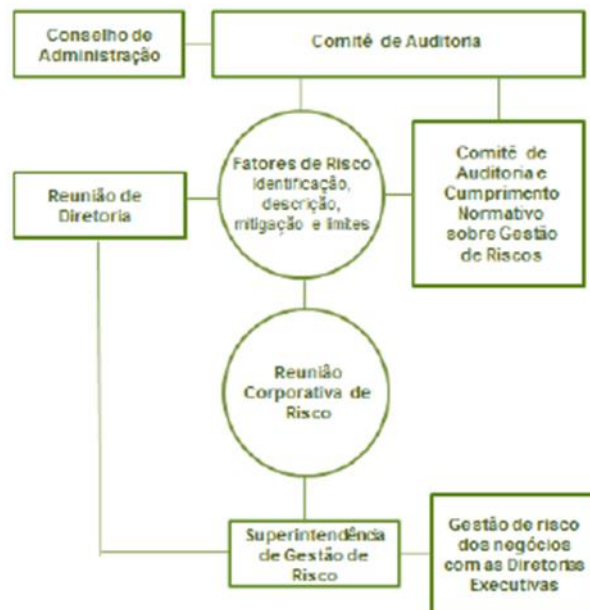 Conselho de
Administração
Comitê de Auditoria
Fatores de Risco
Identificação,
descrição,
mitigação e limites
Reunião de
Diretoria
Comitê de
Auditoria e
Cumprimento
Normativo
sobre Gestão
de Riscos
Reunião
Corporativa de
Risco
Superintendência
de Gestão de
Risco
Gestão de risco
dos negócios
com as Diretorias
Executivas